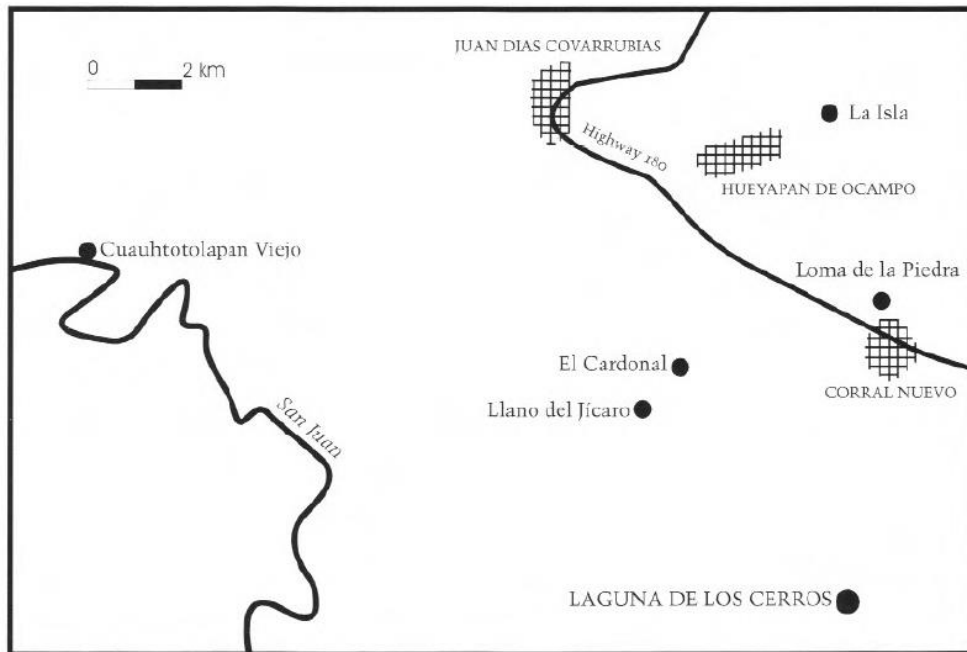 JUAN DIAS COVARRUBIAS
0 2 km
La Isla
Highway 180
HUEYAPAN DE OCAMPO
Cuauhtotolapan Viejo
Loma de la Piedra
El Cardonal
CORRAL NUEVO
Llano del Jícaro
San Juan
LAGUNA DE LOS CERROS